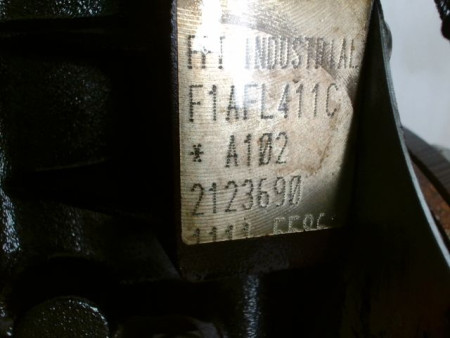 FPT INDUSTRIAL
F1AFL411C
* A102
2123690